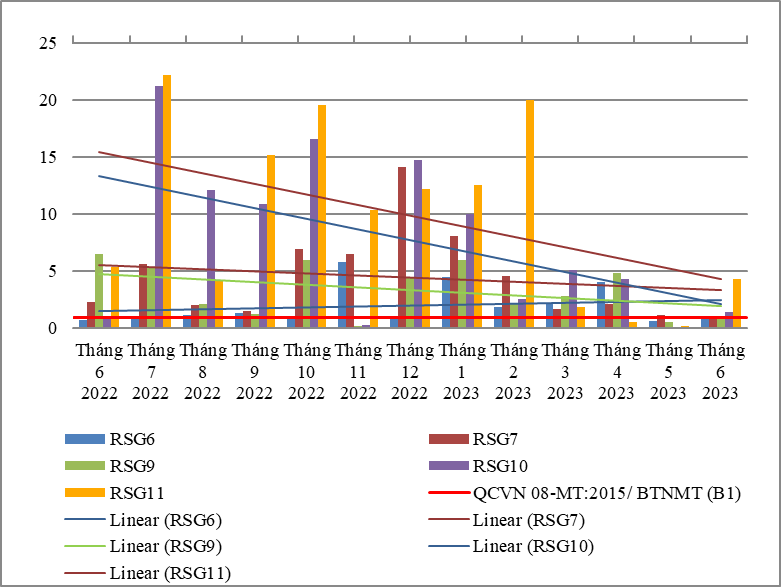 25
20
15
10
5
0
Tháng Tháng Tháng Tháng Tháng Tháng Tháng Tháng Tháng Tháng Tháng Tháng Tháng
6 7 8 9 10 11 12 1 2 3 4 5 6
2022 2022 2022 2022 2022 2022 2022 2023 2023 2023 2023 2023 2023
RSG6 RSG7
RSG9 RSG10
RSG11 QCVN 08-MT:2015/ BTNMT (B1)
Linear (RSG6) Linear (RSG7)
Linear (RSG9) Linear (RSG10)
Linear (RSG11)